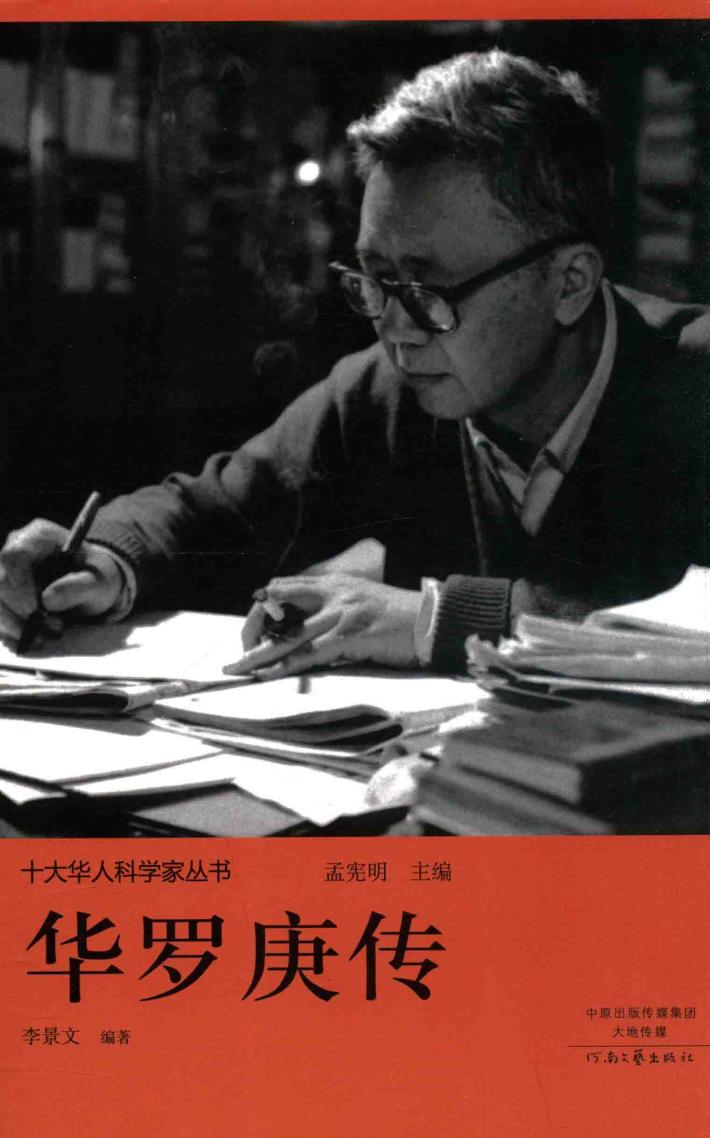 十大华人科学家丛书 孟宪明 主编
华罗庚传
李景文 编著
中原出版传媒集团
大地传媒
河南文艺出版社